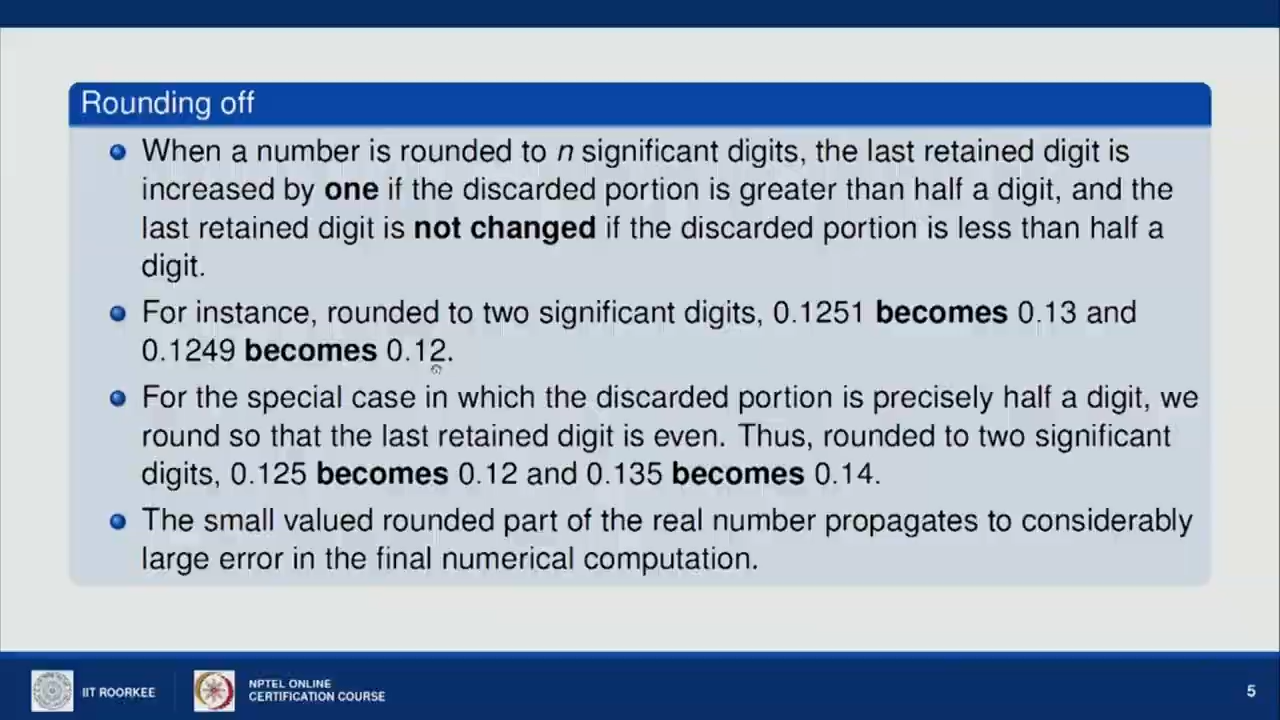 Rounding off
When a number is rounded to n significant digits, the last retained digit is
increased by one if the discarded portion is greater than half a digit, and the
last retained digit is not changed if the discarded portion is less than half a
digit.
For instance, rounded to two significant digits, 0.1251 becomes 0.13 and
0.1249 becomes 0.12.
For the special case in which the discarded portion is precisely half a digit, we
round so that the last retained digit is even. Thus, rounded to two significant
digits, 0.125 becomes 0.12 and 0.135 becomes 0.14.
The small valued rounded part of the real number propagates to considerably
large error in the final numerical computation.
IIT ROORKEE
NPTEL ONLINE
CERTIFICATION COURSE
5